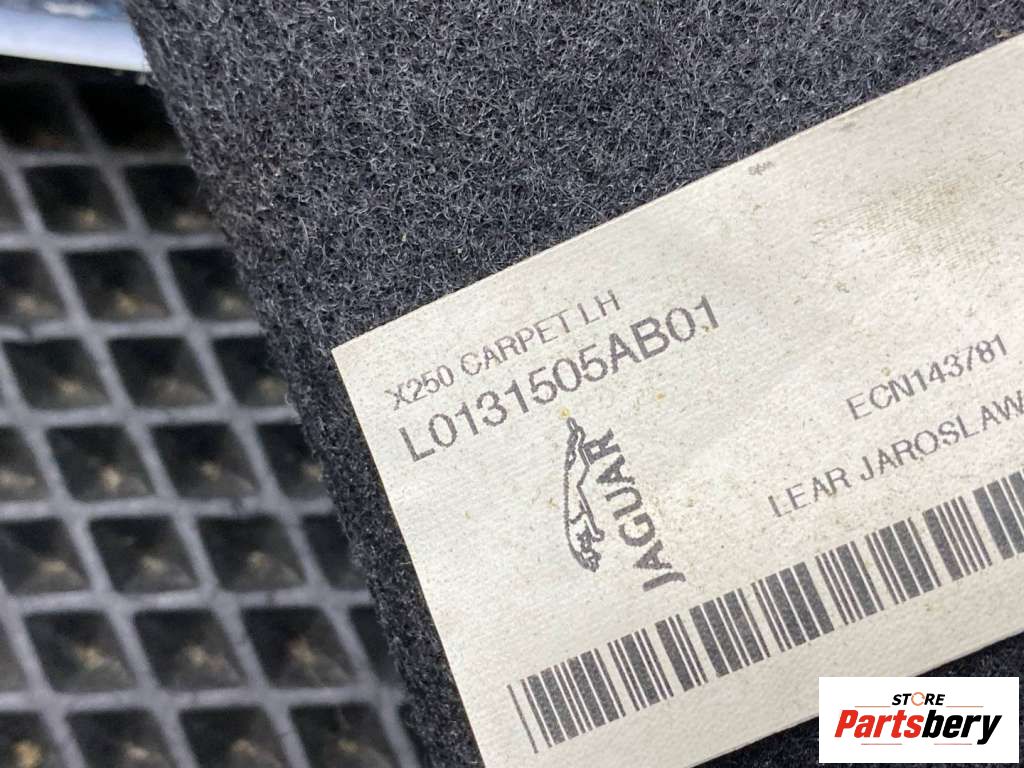 X250 CARPET LH
L0131505AB01
JAGUAR
ECN143781
LEAR JAROSLAW
STORE
Partsbery